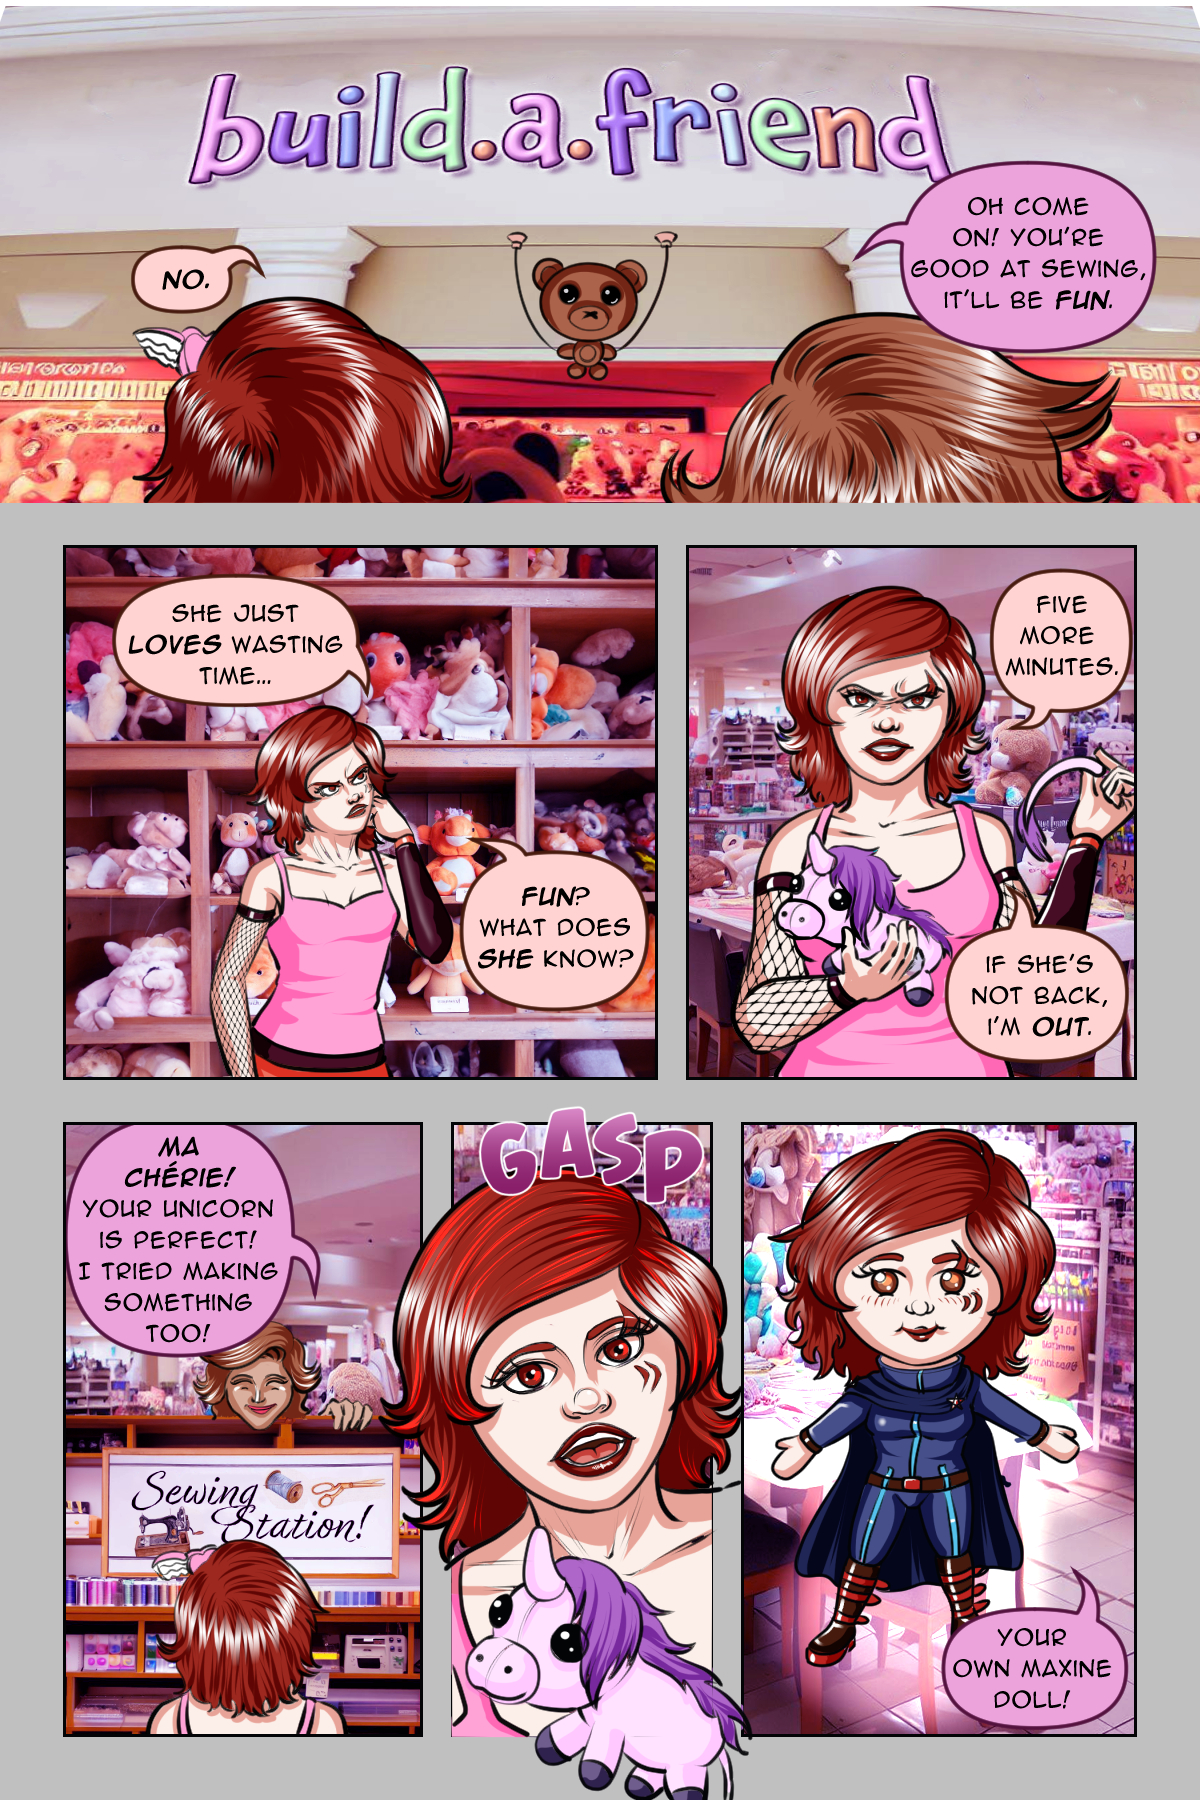 build.a.friend
NO.
OH COME
ON! YOU'RE
GOOD AT SEWING,
IT'LL BE FUN.
SHE JUST
LOVES WASTING
TIME...
FUN?
WHAT DOES
SHE KNOW?
FIVE
MORE
MINUTES.
IF SHE'S
NOT BACK,
I'M OUT.
MA
CHÉRIE!
YOUR UNICORN
IS PERFECT!
I TRIED MAKING
SOMETHING
TOO!
Sewing
Station!
GASP
YOUR
OWN MAXINE
DOLL!